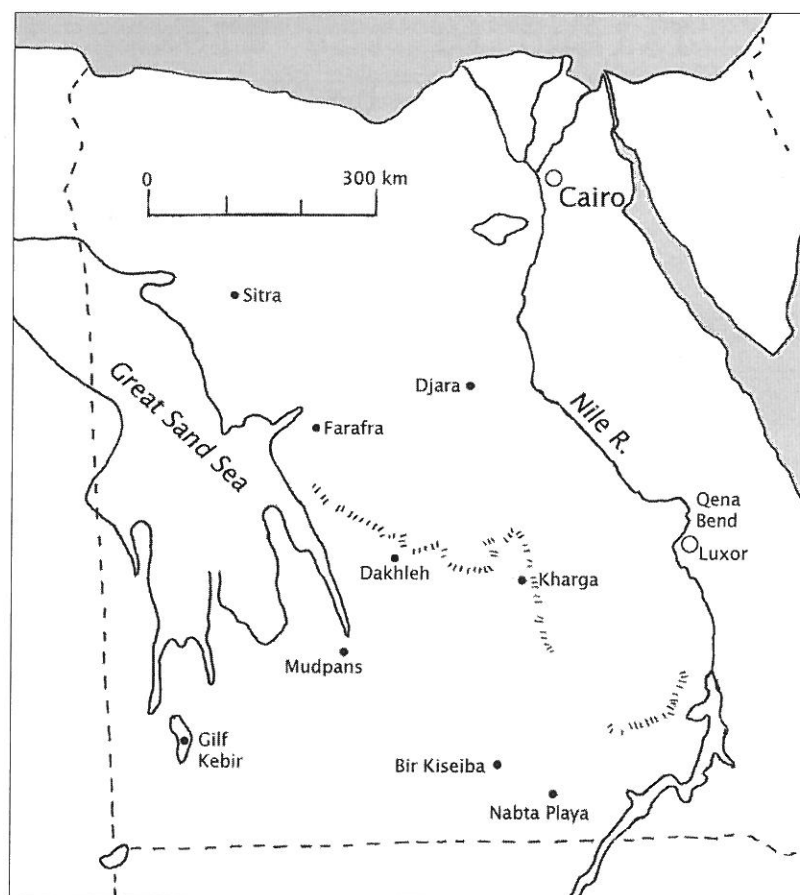 0
300 km
Cairo
Sitra
Great Sand Sea
Djara
Nile R.
Farafra
Qena
Bend
Luxor
Dakhleh
Kharga
Mudpans
Gilf
Kebir
Bir Kiseiba
Nabta Playa